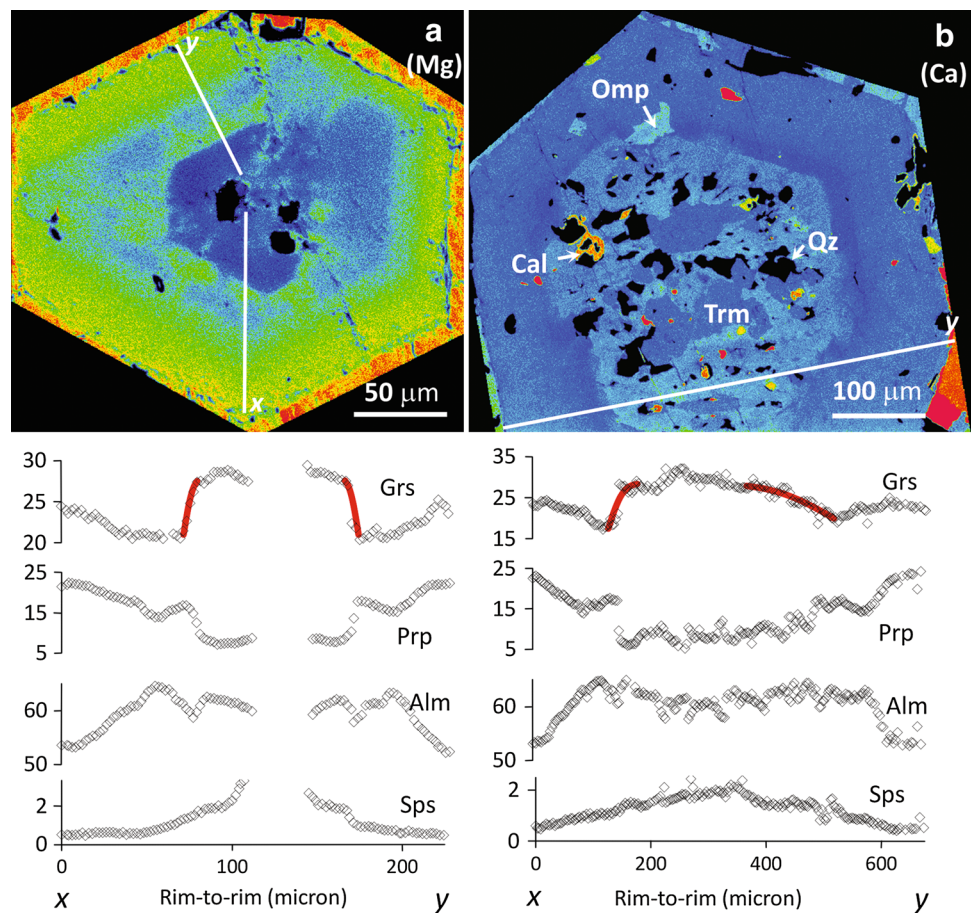 a
(Mg)
y
x
50 μm
b
(Ca)
Omp
Cal
Qz
Trm
y
100 μm
30
25
20
Grs
25
15
5
Prp
60
50
Alm
2
0
Sps
0
100
200
x
Rim-to-rim (micron)
y
35
25
15
Grs
25
15
5
Prp
60
50
Alm
2
0
Sps
0
200
400
600
x
Rim-to-rim (micron)
y